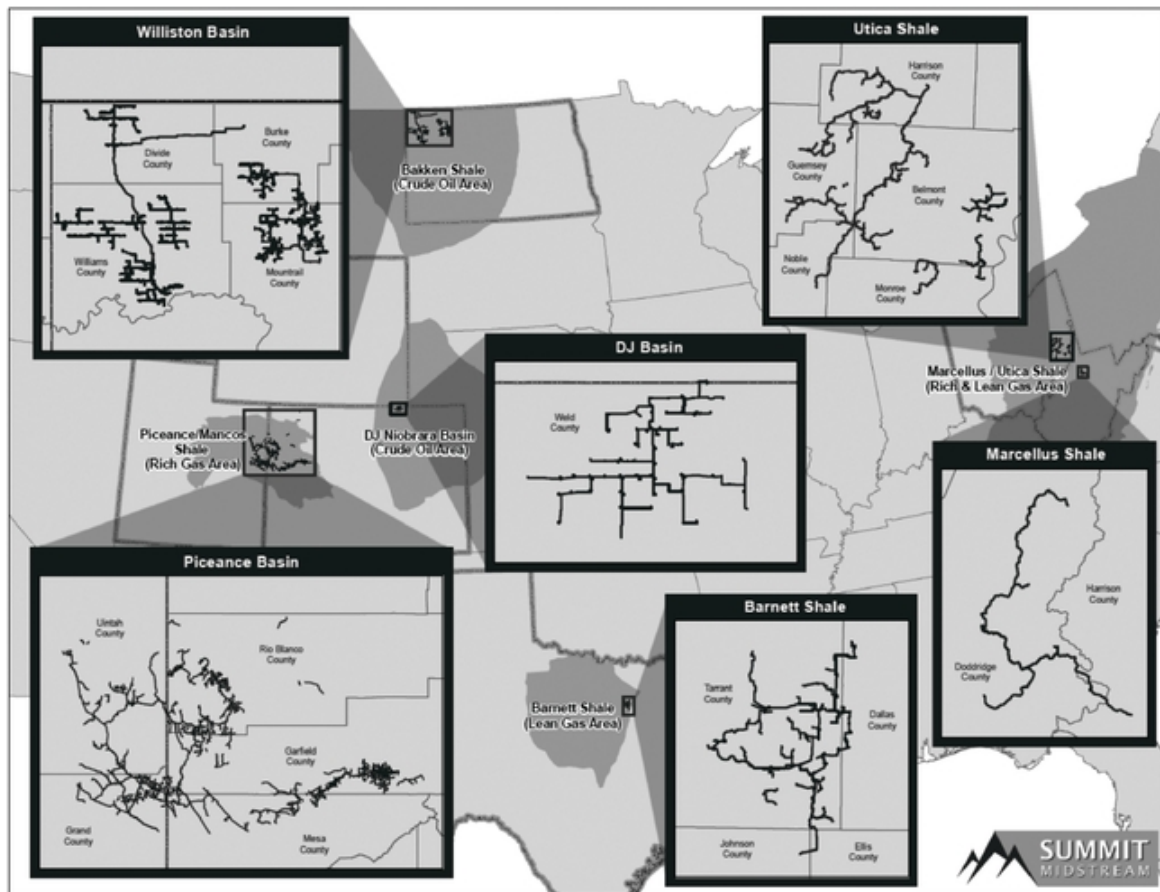 Williston Basin
Burke
County
Divide
County
Williams
County
Mountrail
County
Bakken Shale
(Crude Oil Area)
Utica Shale
Harrison
County
Guernsey
County
Belmont
County
Noble
County
Monroe
County
Marcellus / Utica Shale
(Rich & Lean Gas Area)
DJ Basin
Weld
County
Piceance/Mancos
Shale
(Rich Gas Area)
DJ Niobrara Basin
(Crude Oil Area)
Marcellus Shale
Harrison
County
Doddridge
County
Piceance Basin
Uintah
County
Rio Blanco
County
Garfield
County
Grand
County
Mesa
County
Barnett Shale
(Lean Gas Area)
Barnett Shale
Tarrant
County
Dallas
County
Johnson
County
Ellis
County
SUMMIT
MIDSTREAM